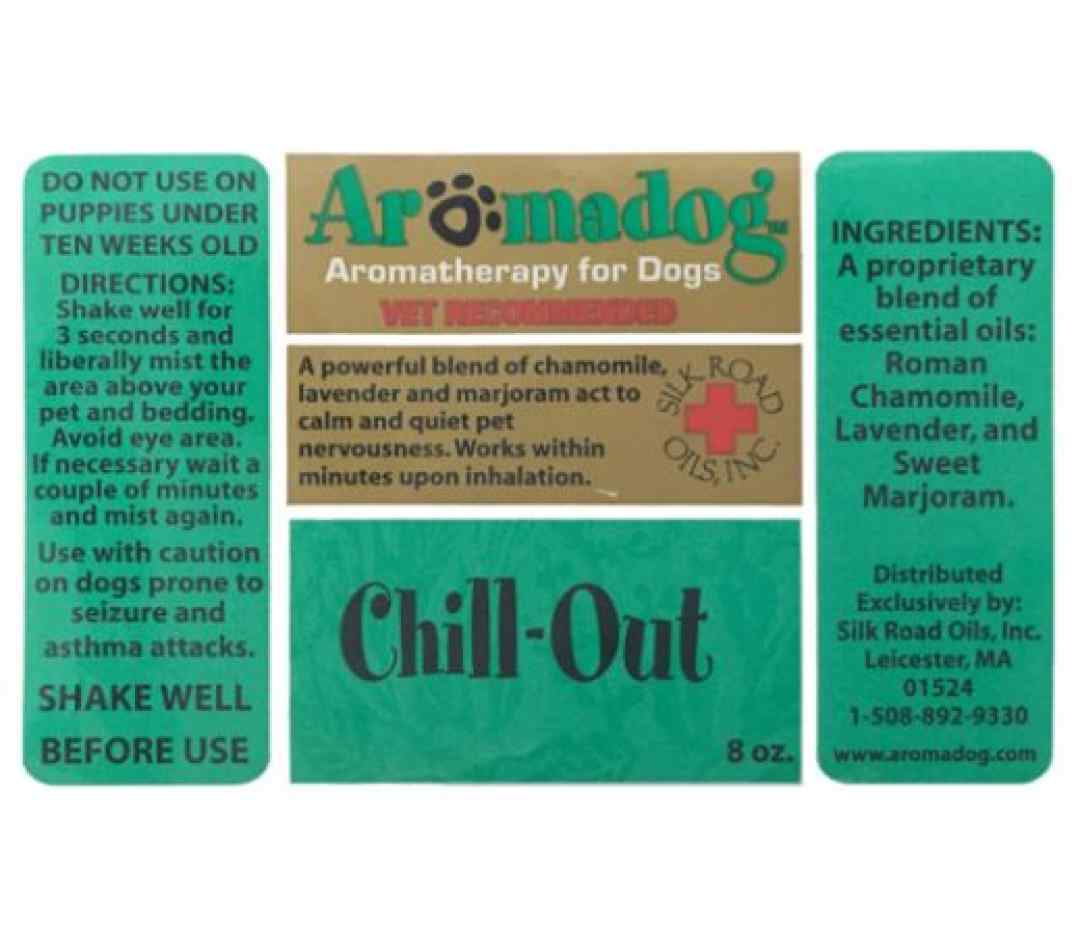 DO NOT USE ON
PUPPIES UNDER
TEN WEEKS OLD
DIRECTIONS:
Shake well for
3 seconds and
liberally mist the
area above your
pet and bedding.
Avoid eye area.
If necessary wait a
couple of minutes
and mist again.
Use with caution
on dogs prone to
seizure and
asthma attacks.
SHAKE WELL
BEFORE USE
Aromadog™
Aromatherapy for Dogs
VET RECOMMENDED
A powerful blend of chamomile,
lavender and marjoram act to
calm and quiet pet
nervousness. Works within
minutes upon inhalation.
SILK ROAD
OILS, INC.
Chill-Out
8 oz.
INGREDIENTS:
A proprietary
blend of
essential oils:
Roman
Chamomile,
Lavender, and
Sweet
Marjoram.
Distributed
Exclusively by:
Silk Road Oils, Inc.
Leicester, MA
01524
1-508-892-9330
www.aromadog.com